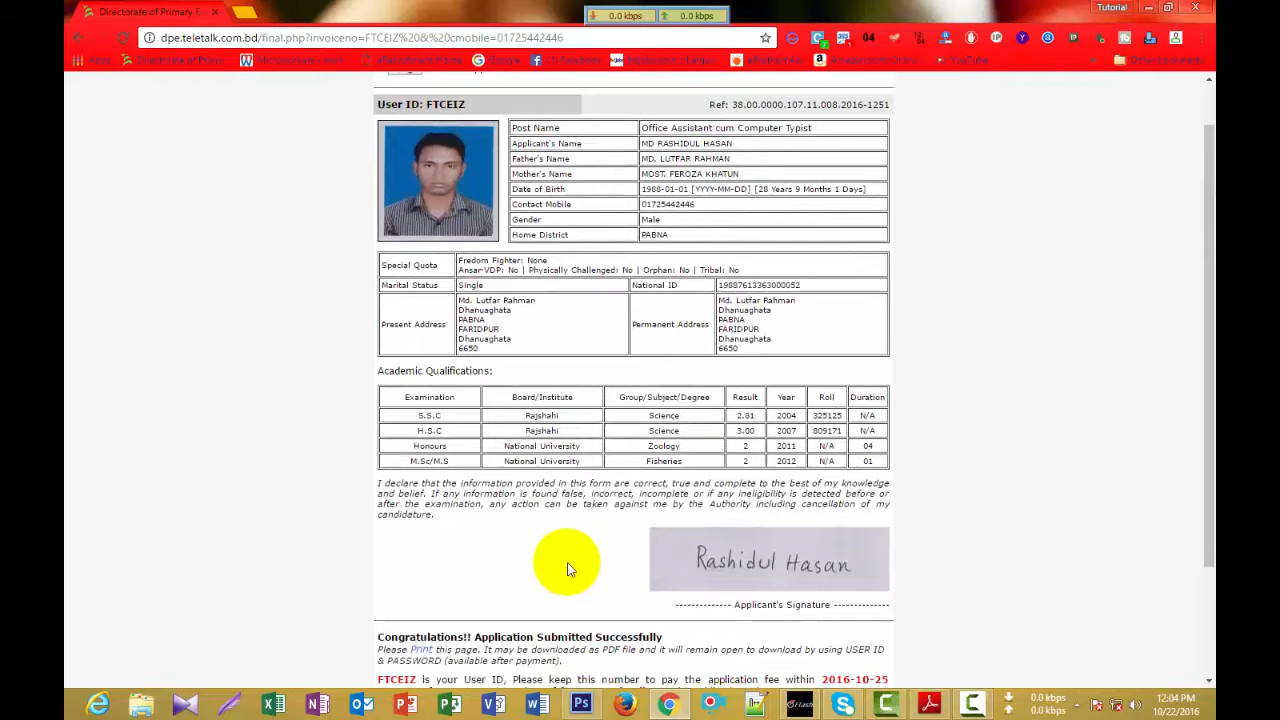 Directorate of Primary E
Tutorial
0.0 kbps 0.0 kbps
dpe.teletalk.com.bd/final.php?invoiceno=FTCEIZ%20&%20cmobile=01725442446
04
Apps Google YouTube Other bookmarks
User ID: FTCEIZ Ref: 38.00.0000.107.11.008.2016-1251
Post Name Office Assistant cum Computer Typist
Applicant's Name MD RASHIDUL HASAN
Father's Name MD. LUTFAR RAHMAN
Mother's Name MOST. FEROZA KHATUN
Date of Birth 1988-01-01 [YYYY-MM-DD] [28 Years 9 Months 1 Days]
Contact Mobile 01725442446
Gender Male
Home District PABNA
Special Quota Fredom Fighter: None
Ansar-VDP: No | Physically Challenged: No | Orphan: No | Tribal: No
Marital Status Single National ID 19887613363000052
Present Address Md. Lutfar Rahman
Dhanuaghata
PABNA
FARIDPUR
Dhanuaghata
6650
Permanent Address Md. Lutfar Rahman
Dhanuaghata
PABNA
FARIDPUR
Dhanuaghata
6650
Academic Qualifications:
Examination Board/Institute Group/Subject/Degree Result Year Roll Duration
S.S.C Rajshahi Science 2.81 2004 325125 N/A
H.S.C Rajshahi Science 3.00 2007 809171 N/A
Honours National University Zoology 2 2011 N/A 04
M.Sc/M.S National University Fisheries 2 2012 N/A 01
I declare that the information provided in this form are correct, true and complete to the best of my knowledge
and belief. If any information is found false, incorrect, incomplete or if any ineligibility is detected before or
after the examination, any action can be taken against me by the Authority including cancellation of my
candidature.
Rashidul Hasan
-------------- Applicant's Signature --------------
Congratulations!! Application Submitted Successfully
Please Print this page. It may be downloaded as PDF file and it will remain open to download by using USER ID
& PASSWORD (available after payment).
FTCEIZ is your User ID, Please keep this number to pay the application fee within 2016-10-25
0.0 kbps
0.0 kbps
12:04 PM
10/22/2016